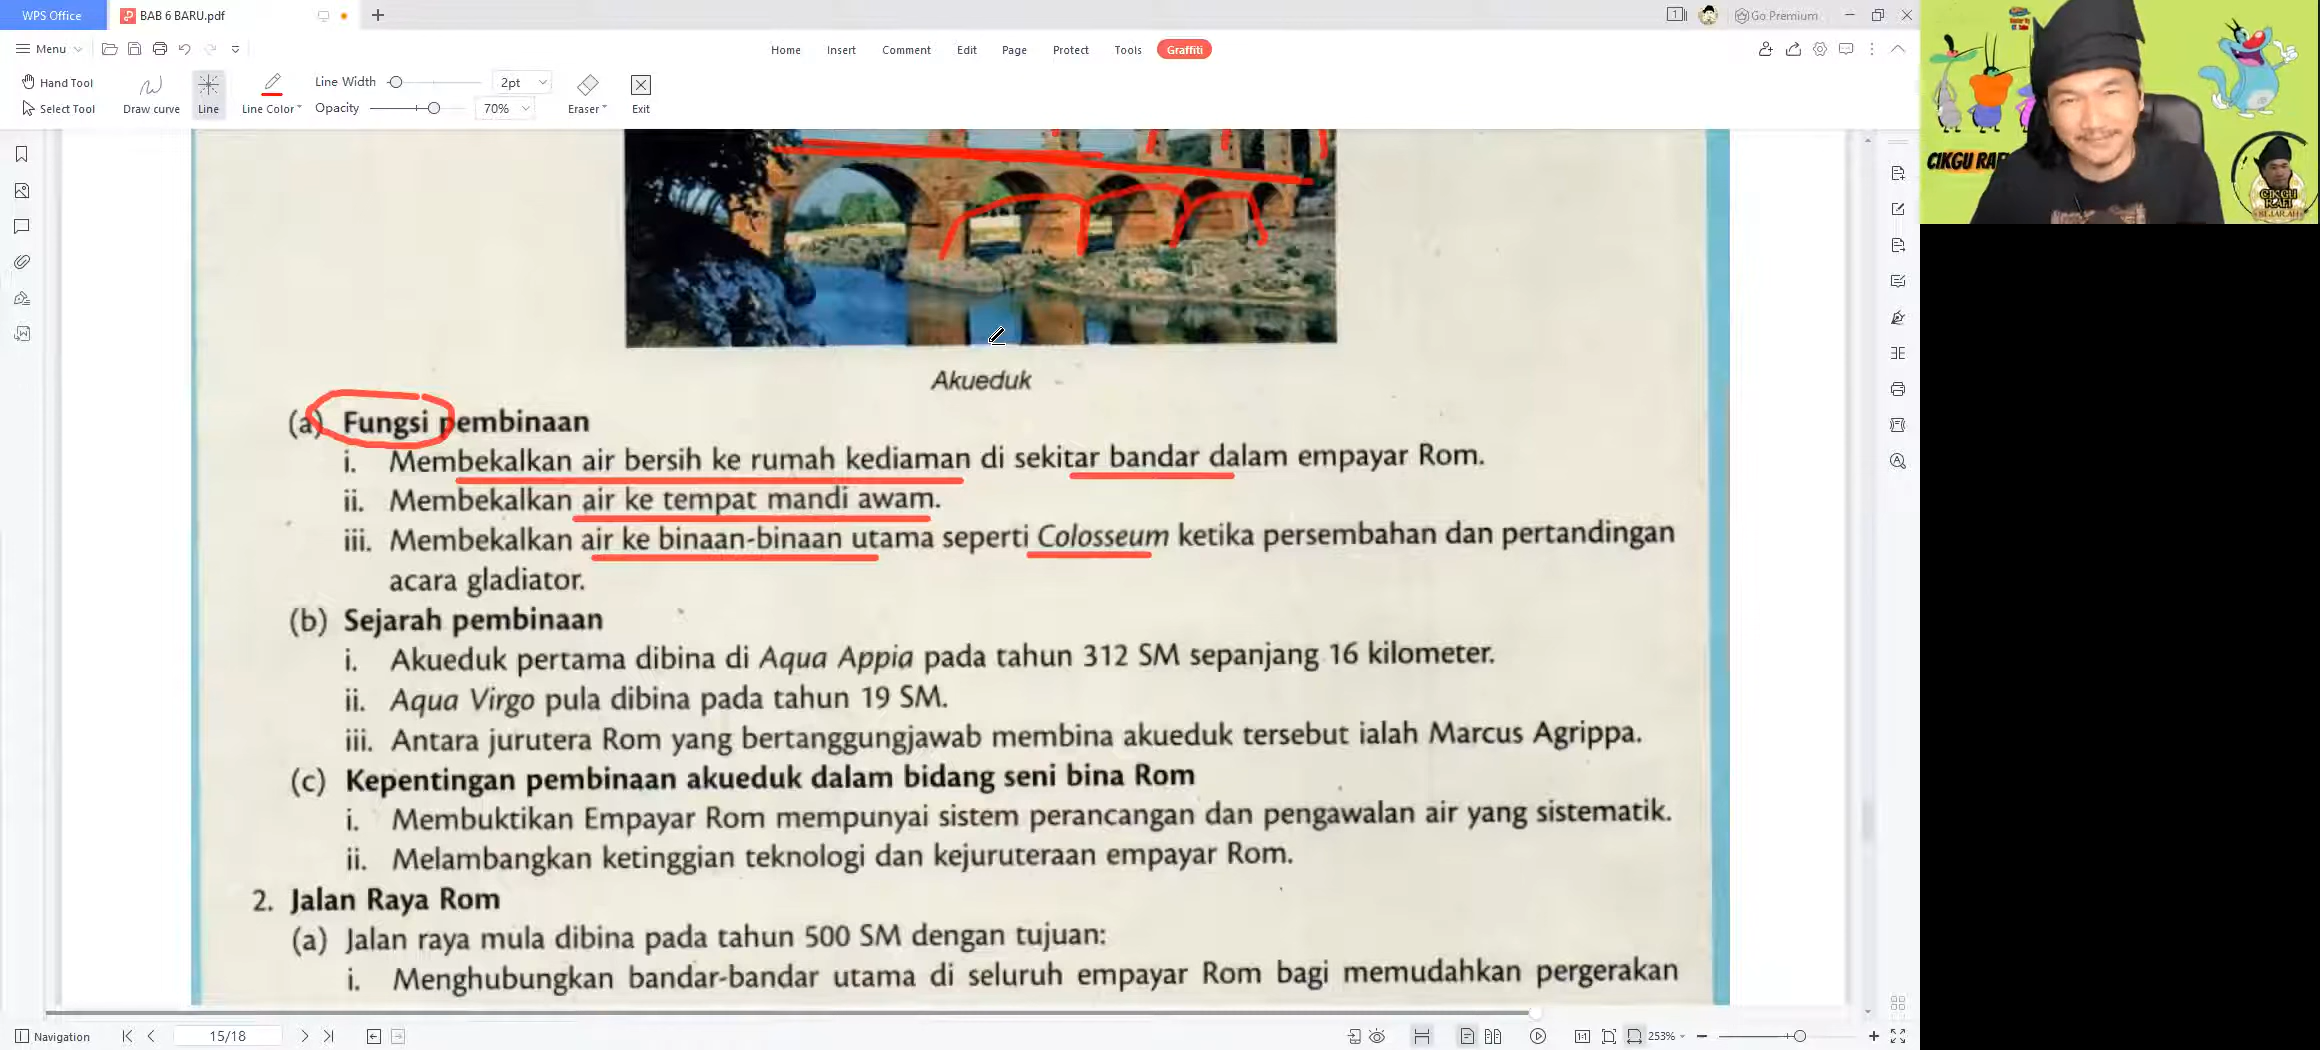 WPS Office
BAB 6 BARU.pdf
Go Premium
Menu
Home Insert Comment Edit Page Protect Tools Graffiti
Hand Tool
Select Tool
Draw curve
Line
Line Color
Line Width 2pt
Opacity 70%
Eraser
Exit
CIKGU RAF
CIKGU
RAFI
SEJARAH
Akueduk
(a) Fungsi pembinaan
i. Membekalkan air bersih ke rumah kediaman di sekitar bandar dalam empayar Rom.
ii. Membekalkan air ke tempat mandi awam.
iii. Membekalkan air ke binaan-binaan utama seperti Colosseum ketika persembahan dan pertandingan
acara gladiator.
(b) Sejarah pembinaan
i. Akueduk pertama dibina di Aqua Appia pada tahun 312 SM sepanjang 16 kilometer.
ii. Aqua Virgo pula dibina pada tahun 19 SM.
iii. Antara jurutera Rom yang bertanggungjawab membina akueduk tersebut ialah Marcus Agrippa.
(c) Kepentingan pembinaan akueduk dalam bidang seni bina Rom
i. Membuktikan Empayar Rom mempunyai sistem perancangan dan pengawalan air yang sistematik.
ii. Melambangkan ketinggian teknologi dan kejuruteraan empayar Rom.
2. Jalan Raya Rom
(a) Jalan raya mula dibina pada tahun 500 SM dengan tujuan:
i. Menghubungkan bandar-bandar utama di seluruh empayar Rom bagi memudahkan pergerakan
Navigation
15/18
253%